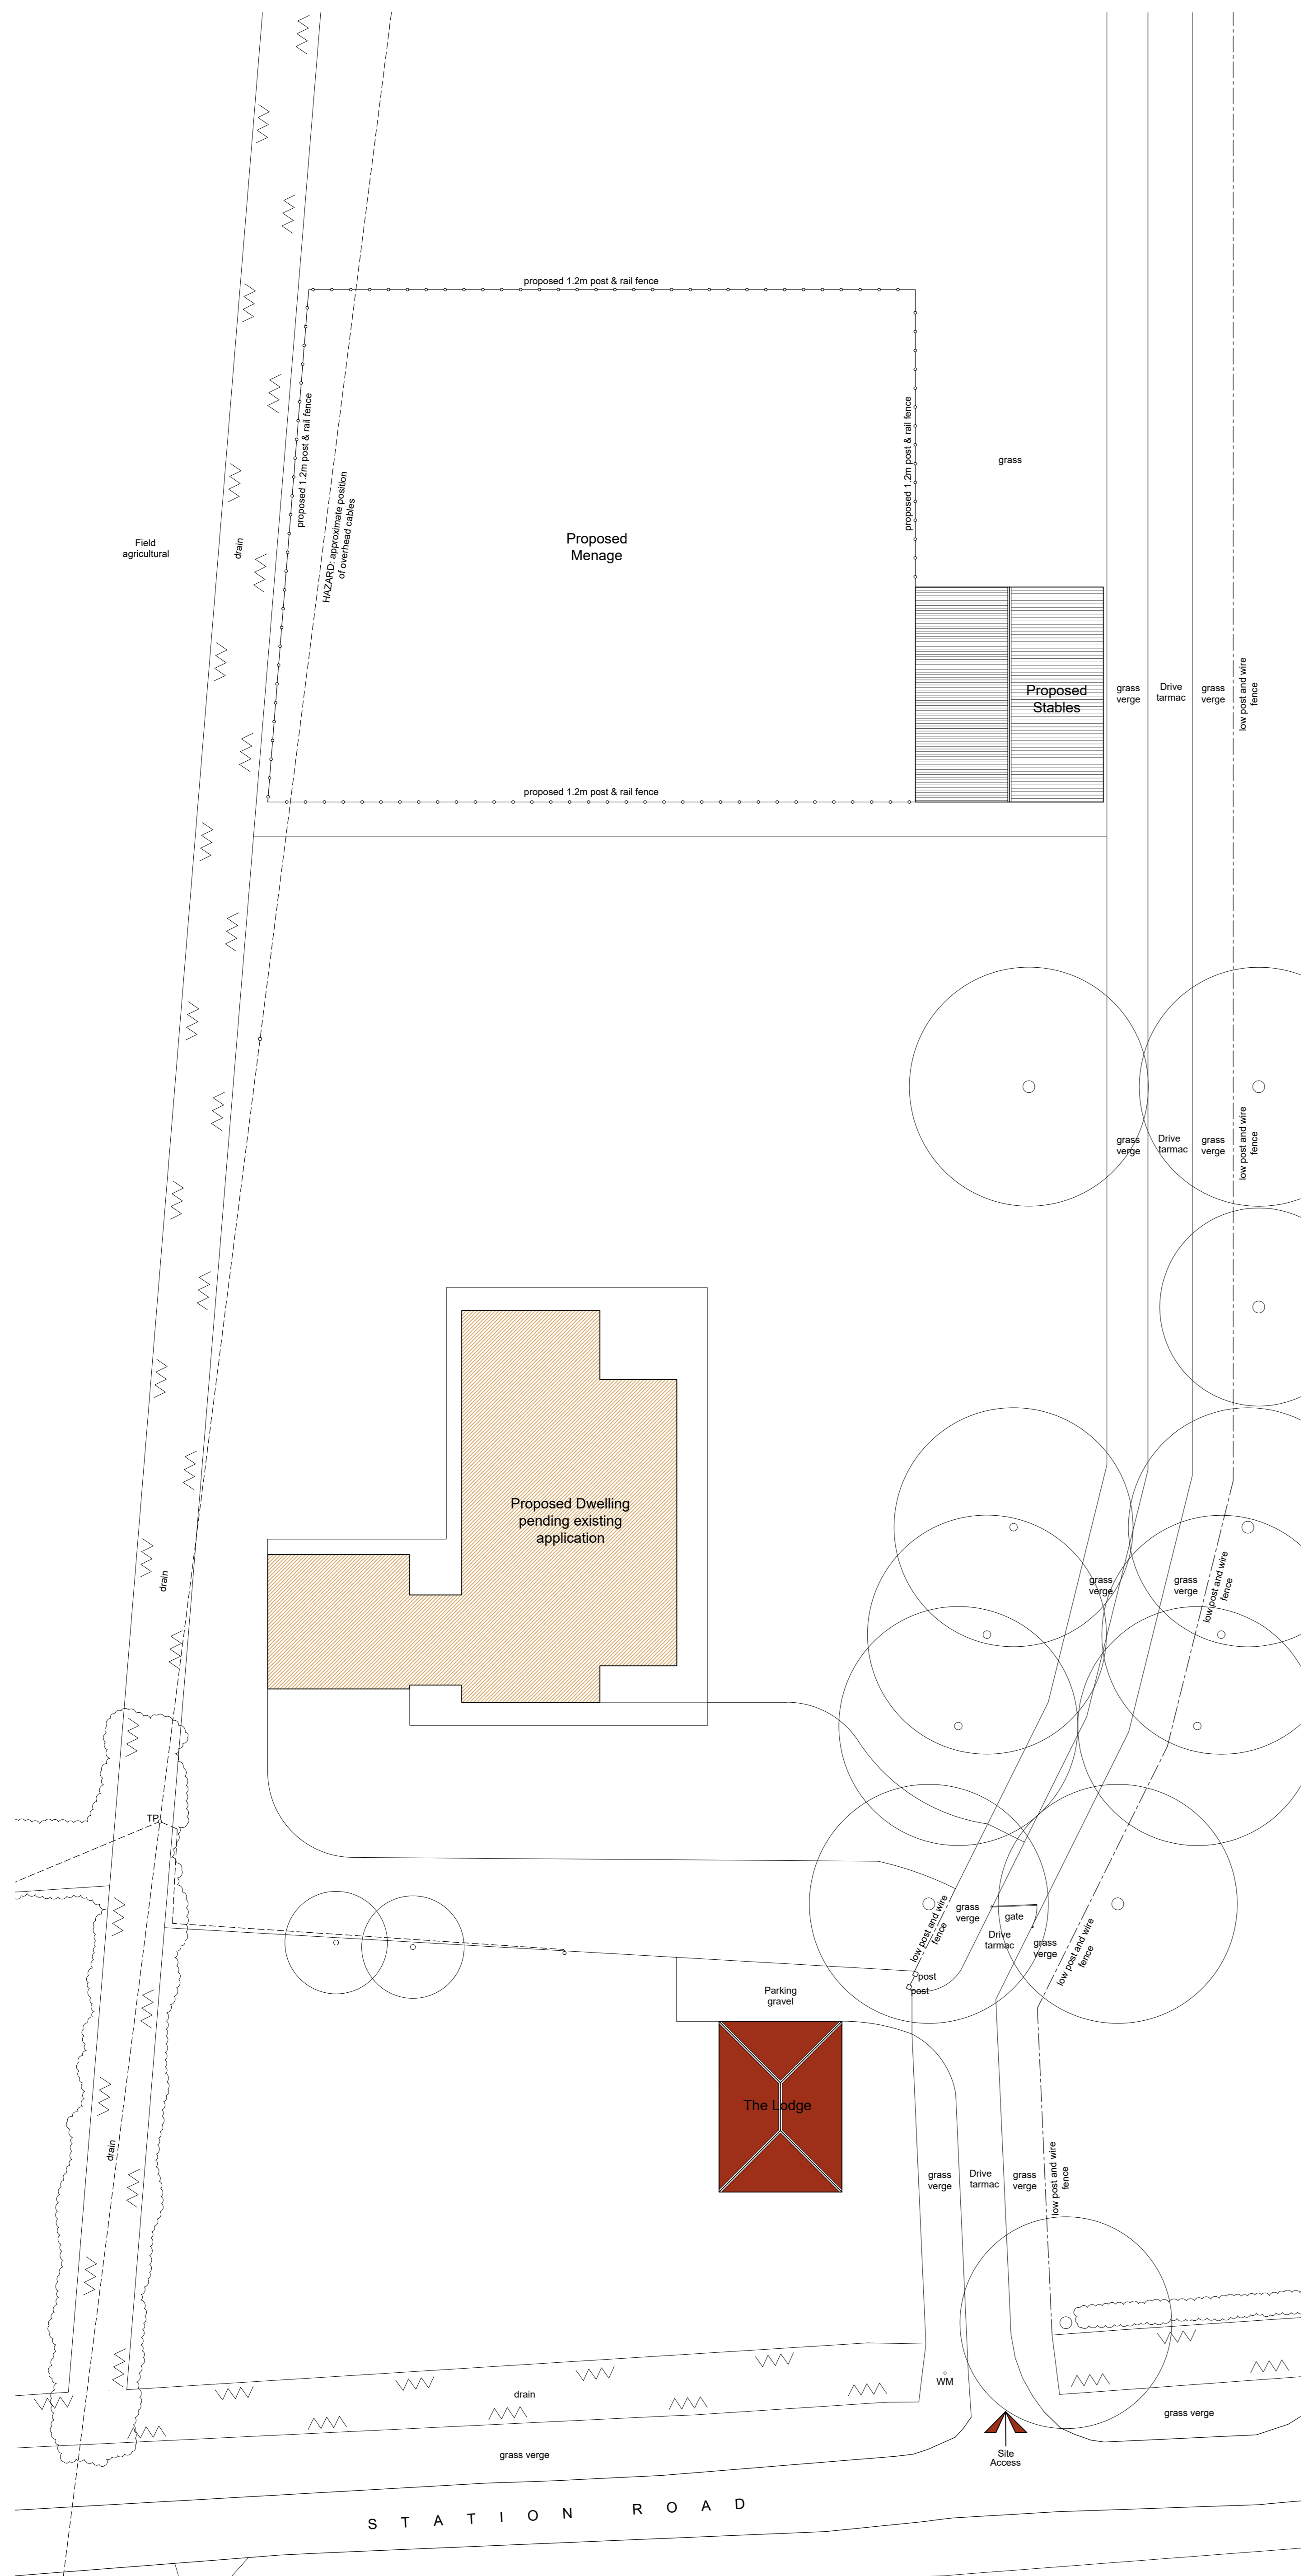 proposed 1.2m post & rail fence
proposed 1.2m post & rail fence
proposed 1.2m post & rail fence
grass
HAZARD: approximate position
of overhead cables
Field
agricultural
drain
Proposed
Menage
Proposed
Stables
grass
verge
Drive
tarmac
grass
verge
low post and wire
fence
proposed 1.2m post & rail fence
grass
verge
Drive
tarmac
grass
verge
low post and wire
fence
Proposed Dwelling
pending existing
application
drain
grass
verge
grass
verge
low post and wire
fence
TP
low post and wire
fence
grass
verge
gate
Drive
tarmac
grass
verge
low post and wire
fence
post
post
Parking
gravel
The Lodge
drain
grass
verge
Drive
tarmac
grass
verge
low post and wire
fence
WM
drain
grass verge
grass verge
Site
Access
STATION ROAD